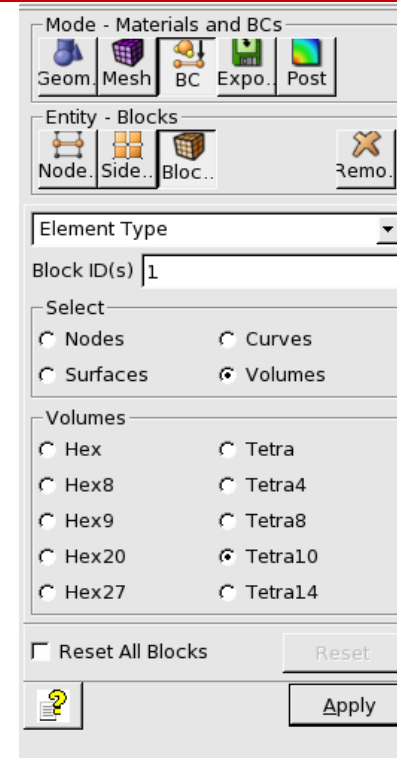 Mode - Materials and BCs
Geom. Mesh BC Expo.. Post
Entity - Blocks
Node. Side.. Bloc.. Remo.
Element Type
Block ID(s) 1
Select
Nodes Curves
Surfaces Volumes
Volumes
Hex Tetra
Hex8 Tetra4
Hex9 Tetra8
Hex20 Tetra10
Hex27 Tetra14
Reset All Blocks Reset
Apply